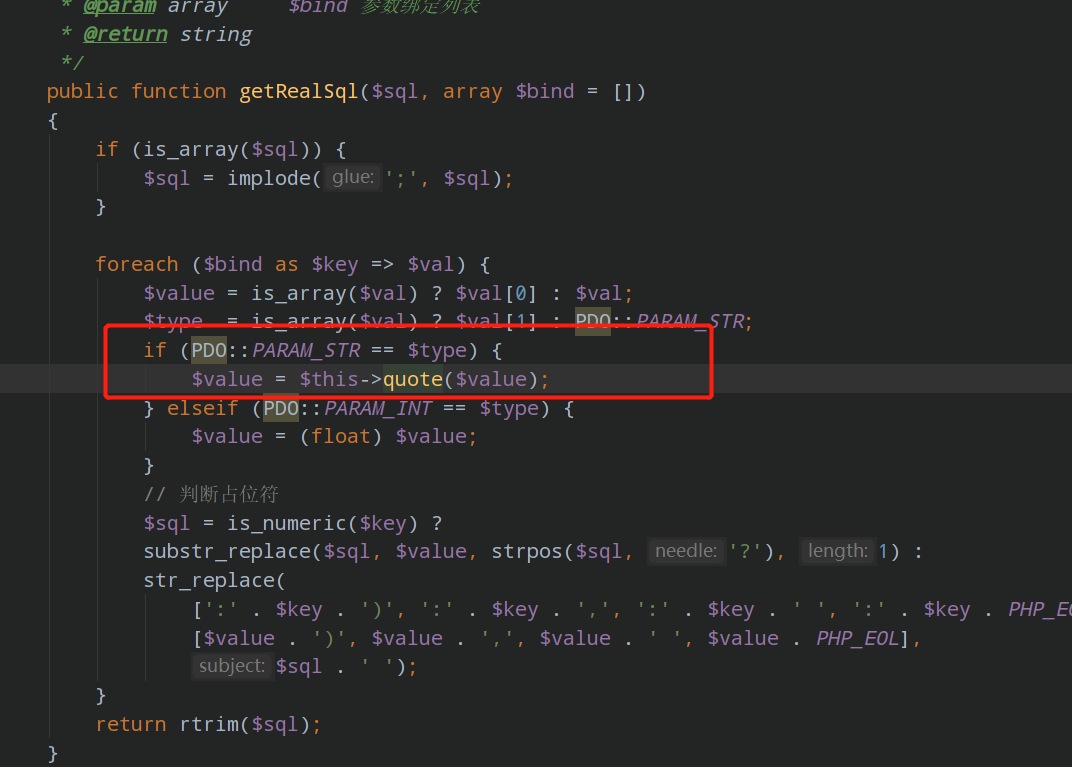 * @param array $bind 参数绑定列表
* @return string
*/
public function getRealSql($sql, array $bind = [])
{
if (is_array($sql)) {
$sql = implode( glue: ';', $sql);
}
foreach ($bind as $key => $val) {
$value = is_array($val) ? $val[0] : $val;
$type = is_array($val) ? $val[1] : PDO::PARAM_STR;
if (PDO::PARAM_STR == $type) {
$value = $this->quote($value);
} elseif (PDO::PARAM_INT == $type) {
$value = (float) $value;
}
// 判断占位符
$sql = is_numeric($key) ?
substr_replace($sql, $value, strpos($sql, needle: '?'), length: 1) :
str_replace(
[':' . $key . ')', ':' . $key . ',', ':' . $key . ' ', ':' . $key . PHP_EO
[$value . ')', $value . ',', $value . ' ', $value . PHP_EOL],
subject: $sql . ' ');
}
return rtrim($sql);
}